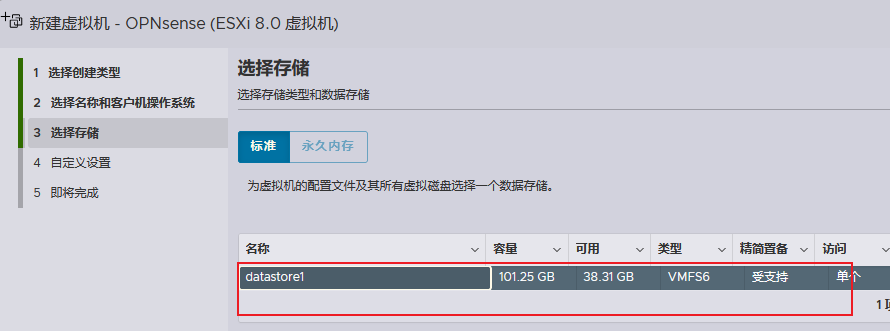 新建虚拟机 - OPNsense (ESXi 8.0 虚拟机)
1 选择创建类型
2 选择名称和客户机操作系统
3 选择存储
4 自定义设置
5 即将完成
选择存储
选择存储类型和数据存储
标准 永久内存
为虚拟机的配置文件及其所有虚拟磁盘选择一个数据存储。
名称 容量 可用 类型 精简置备 访问
datastore1 101.25 GB 38.31 GB VMFS6 受支持 单个
1 项